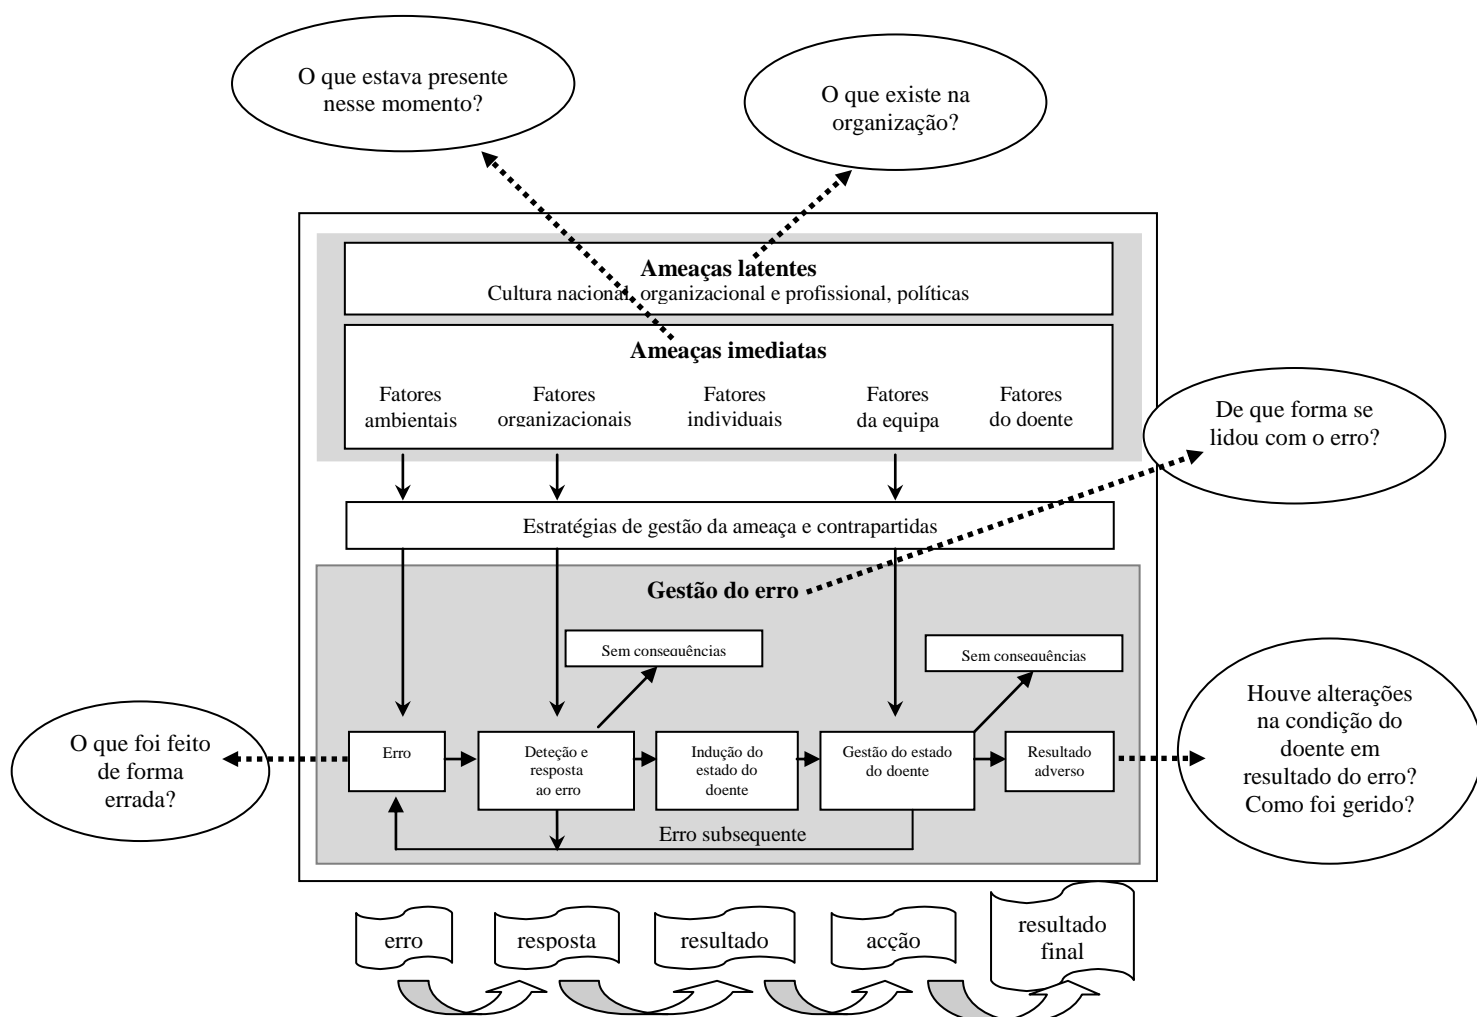 O que estava presente
nesse momento?
O que existe na
organização?
Ameaças latentes
Cultura nacional, organizacional e profissional, políticas
Ameaças imediatas
Fatores
ambientais
Fatores
organizacionais
Fatores
individuais
Fatores
da equipa
Fatores
do doente
De que forma se
lidou com o erro?
Estratégias de gestão da ameaça e contrapartidas
Gestão do erro
Sem consequências
Sem consequências
O que foi feito
de forma
errada?
Erro
Deteção e
resposta
ao erro
Indução do
estado do
doente
Gestão do estado
do doente
Resultado
adverso
Houve alterações
na condição do
doente em
resultado do erro?
Como foi gerido?
Erro subsequente
erro
resposta
resultado
acção
resultado
final